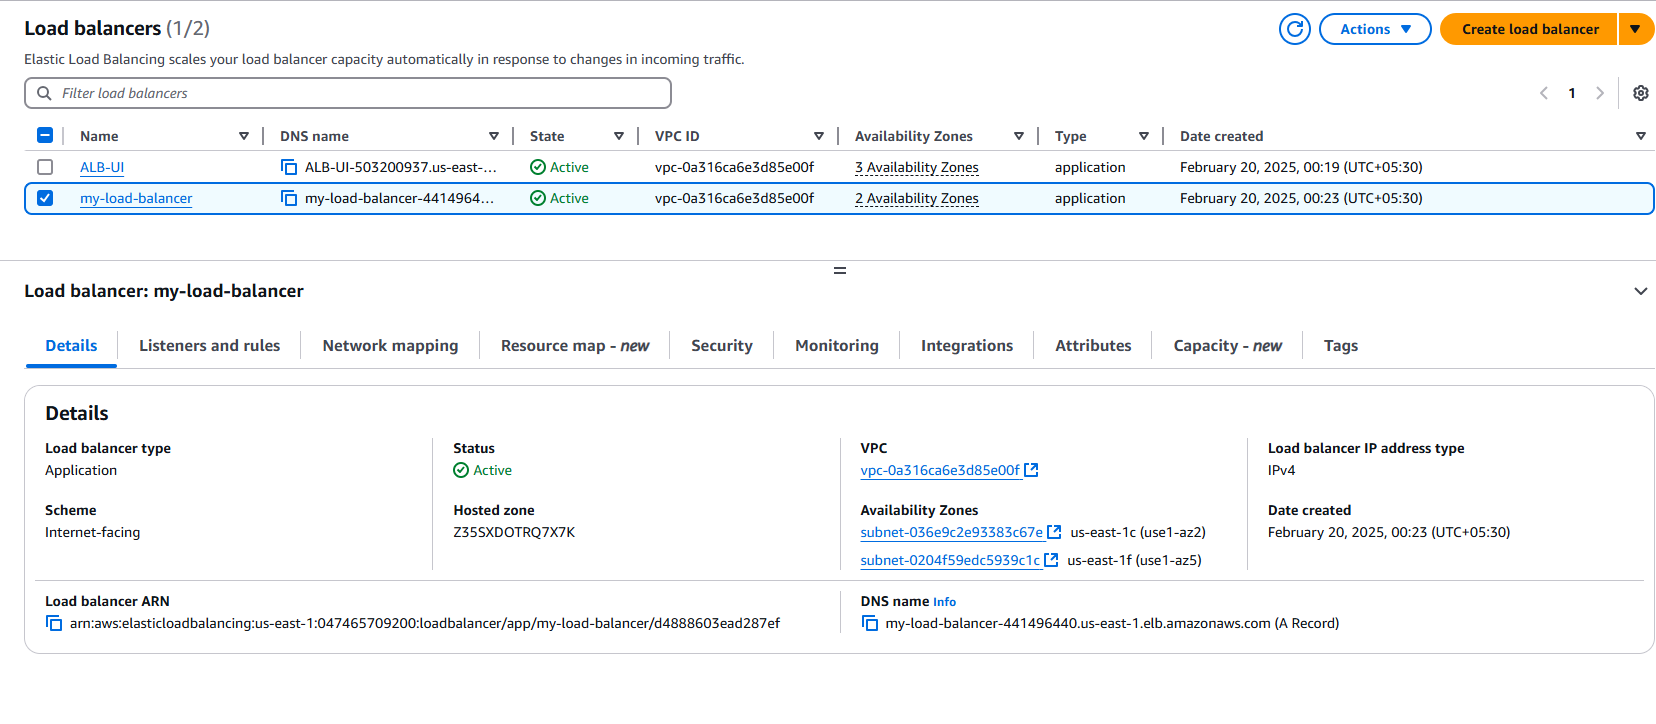 Load balancers (1/2)
Actions
Create load balancer
Elastic Load Balancing scales your load balancer capacity automatically in response to changes in incoming traffic.
Filter load balancers
1
Name DNS name State VPC ID Availability Zones Type Date created
ALB-UI ALB-UI-503200937.us-east-... Active vpc-0a316ca6e3d85e00f 3 Availability Zones application February 20, 2025, 00:19 (UTC+05:30)
my-load-balancer my-load-balancer-4414964... Active vpc-0a316ca6e3d85e00f 2 Availability Zones application February 20, 2025, 00:23 (UTC+05:30)
Load balancer: my-load-balancer
Details Listeners and rules Network mapping Resource map - new Security Monitoring Integrations Attributes Capacity - new Tags
Details
Load balancer type
Application
Status
Active
VPC
vpc-0a316ca6e3d85e00f
Load balancer IP address type
IPv4
Scheme
Internet-facing
Hosted zone
Z35SXDOTRQ7X7K
Availability Zones
subnet-036e9c2e93383c67e us-east-1c (use1-az2)
subnet-0204f59edc5939c1c us-east-1f (use1-az5)
Date created
February 20, 2025, 00:23 (UTC+05:30)
Load balancer ARN
arn:aws:elasticloadbalancing:us-east-1:047465709200:loadbalancer/app/my-load-balancer/d4888603ead287ef
DNS name Info
my-load-balancer-441496440.us-east-1.elb.amazonaws.com (A Record)